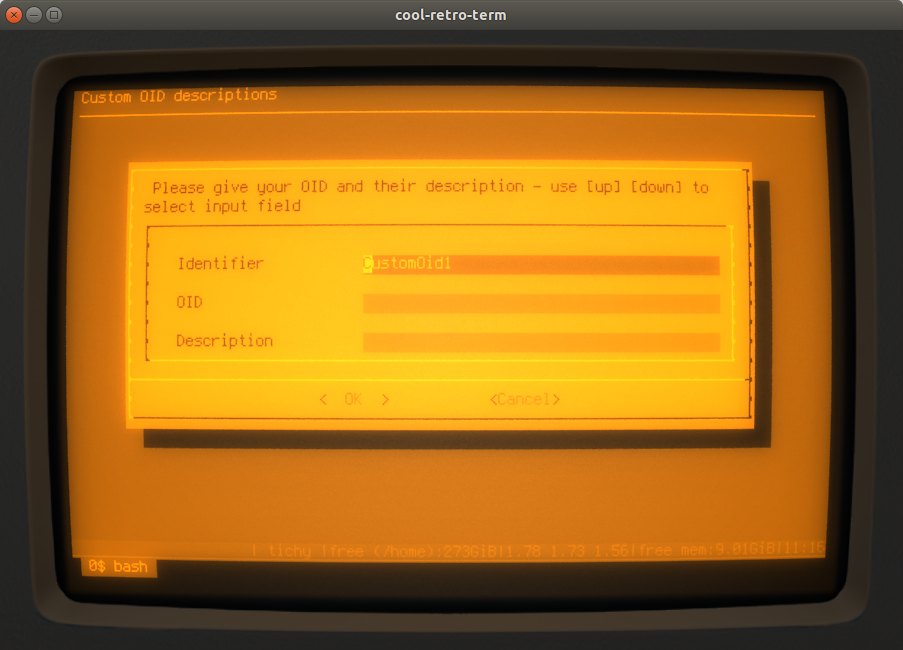 cool-retro-term
Custom OID descriptions
Please give your OID and their description - use [up] [down] to
select input field
Identifier CustomOid1
OID
Description
< OK > <Cancel>
| tichy |free (/home):273GiB|1.78 1.73 1.56|free mem:9.01GiB|11:16
0$ bash